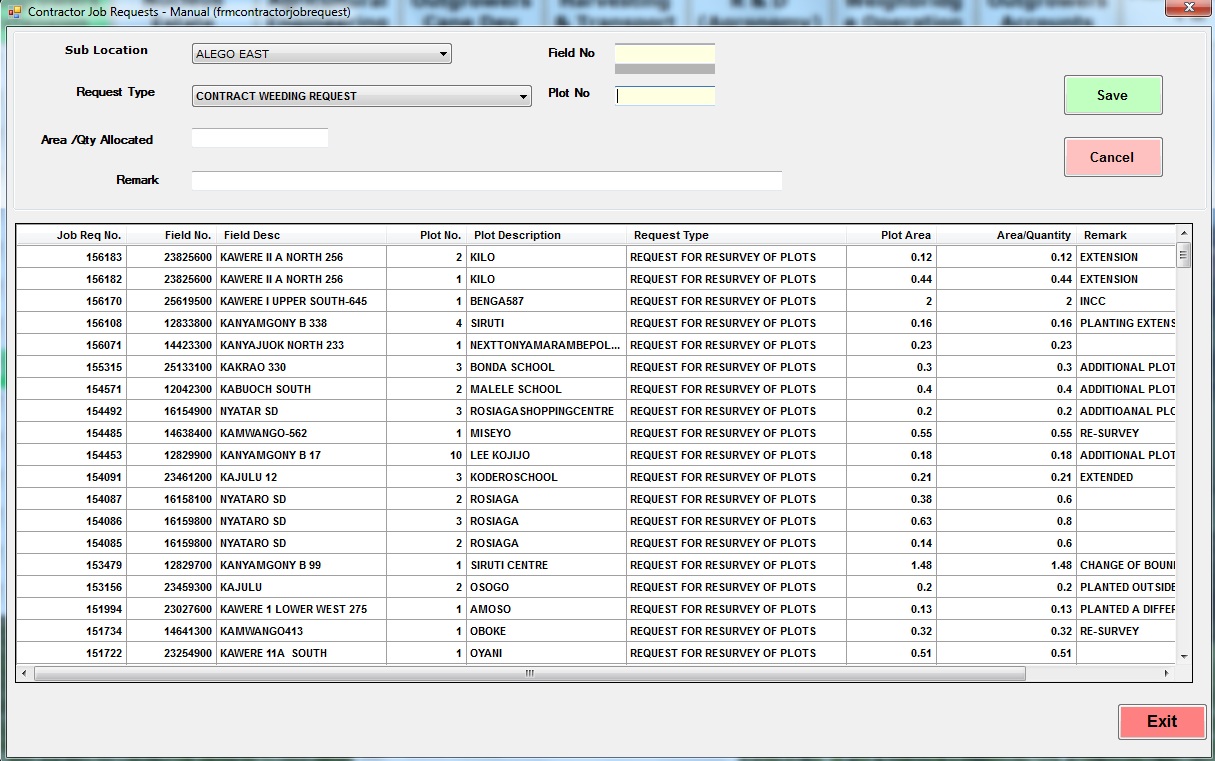 Contractor Job Requests - Manual (frmcontractorjobrequest)
Sub Location ALEGO EAST Field No
Request Type CONTRACT WEEDING REQUEST Plot No
Save
Area /Qty Allocated
Cancel
Remark
Job Req No. Field No. Field Desc Plot No. Plot Description Request Type Plot Area Area/Quantity Remark
156183 23825600 KAWERE II A NORTH 256 2 KILO REQUEST FOR RESURVEY OF PLOTS 0.12 0.12 EXTENSION
156182 23825600 KAWERE II A NORTH 256 1 KILO REQUEST FOR RESURVEY OF PLOTS 0.44 0.44 EXTENSION
156170 25619500 KAWERE I UPPER SOUTH-645 1 BENGA587 REQUEST FOR RESURVEY OF PLOTS 2 2 INCC
156108 12833800 KANYAMGONY B 338 4 SIRUTI REQUEST FOR RESURVEY OF PLOTS 0.16 0.16 PLANTING EXTENS
156071 14423300 KANYAJUOK NORTH 233 1 NEXTTONYAMARAMBEPOL... REQUEST FOR RESURVEY OF PLOTS 0.23 0.23
155315 25133100 KAKRAO 330 3 BONDA SCHOOL REQUEST FOR RESURVEY OF PLOTS 0.3 0.3 ADDITIONAL PLOT
154571 12042300 KABUOCH SOUTH 2 MALELE SCHOOL REQUEST FOR RESURVEY OF PLOTS 0.4 0.4 ADDITIONAL PLOT
154492 16154900 NYATAR SD 3 ROSIAGASHOPPINGCENTRE REQUEST FOR RESURVEY OF PLOTS 0.2 0.2 ADDITIOANAL PLO
154485 14638400 KAMWANGO-562 1 MISEYO REQUEST FOR RESURVEY OF PLOTS 0.55 0.55 RE-SURVEY
154453 12829900 KANYAMGONY B 17 10 LEE KOJIJO REQUEST FOR RESURVEY OF PLOTS 0.18 0.18 ADDITIONAL PLOT
154091 23461200 KAJULU 12 3 KODEROSCHOOL REQUEST FOR RESURVEY OF PLOTS 0.21 0.21 EXTENDED
154087 16158100 NYATARO SD 2 ROSIAGA REQUEST FOR RESURVEY OF PLOTS 0.38 0.6
154086 16159800 NYATARO SD 3 ROSIAGA REQUEST FOR RESURVEY OF PLOTS 0.63 0.8
154085 16159800 NYATARO SD 2 ROSIAGA REQUEST FOR RESURVEY OF PLOTS 0.14 0.6
153479 12829700 KANYAMGONY B 99 1 SIRUTI CENTRE REQUEST FOR RESURVEY OF PLOTS 1.48 1.48 CHANGE OF BOUN
153156 23459300 KAJULU 2 OSOGO REQUEST FOR RESURVEY OF PLOTS 0.2 0.2 PLANTED OUTSIDE
151994 23027600 KAWERE 1 LOWER WEST 275 1 AMOSO REQUEST FOR RESURVEY OF PLOTS 0.13 0.13 PLANTED A DIFFER
151734 14641300 KAMWANGO413 1 OBOKE REQUEST FOR RESURVEY OF PLOTS 0.32 0.32 RE-SURVEY
151722 23254900 KAWERE 11A  SOUTH 1 OYANI REQUEST FOR RESURVEY OF PLOTS 0.51 0.51
Exit